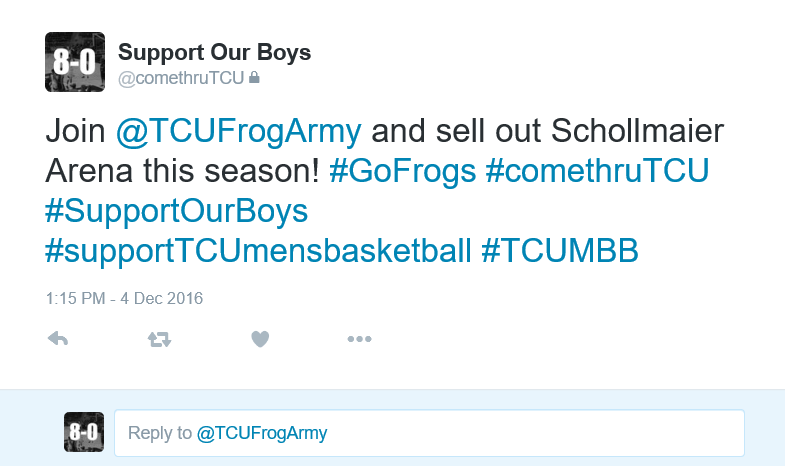 8-0
Support Our Boys
@comethruTCU
Join @TCUFrogArmy and sell out Schollmaier
Arena this season! #GoFrogs #comethruTCU
#SupportOurBoys
#supportTCUmensbasketball #TCUMBB
1:15 PM - 4 Dec 2016
8-0
Reply to @TCUFrogArmy